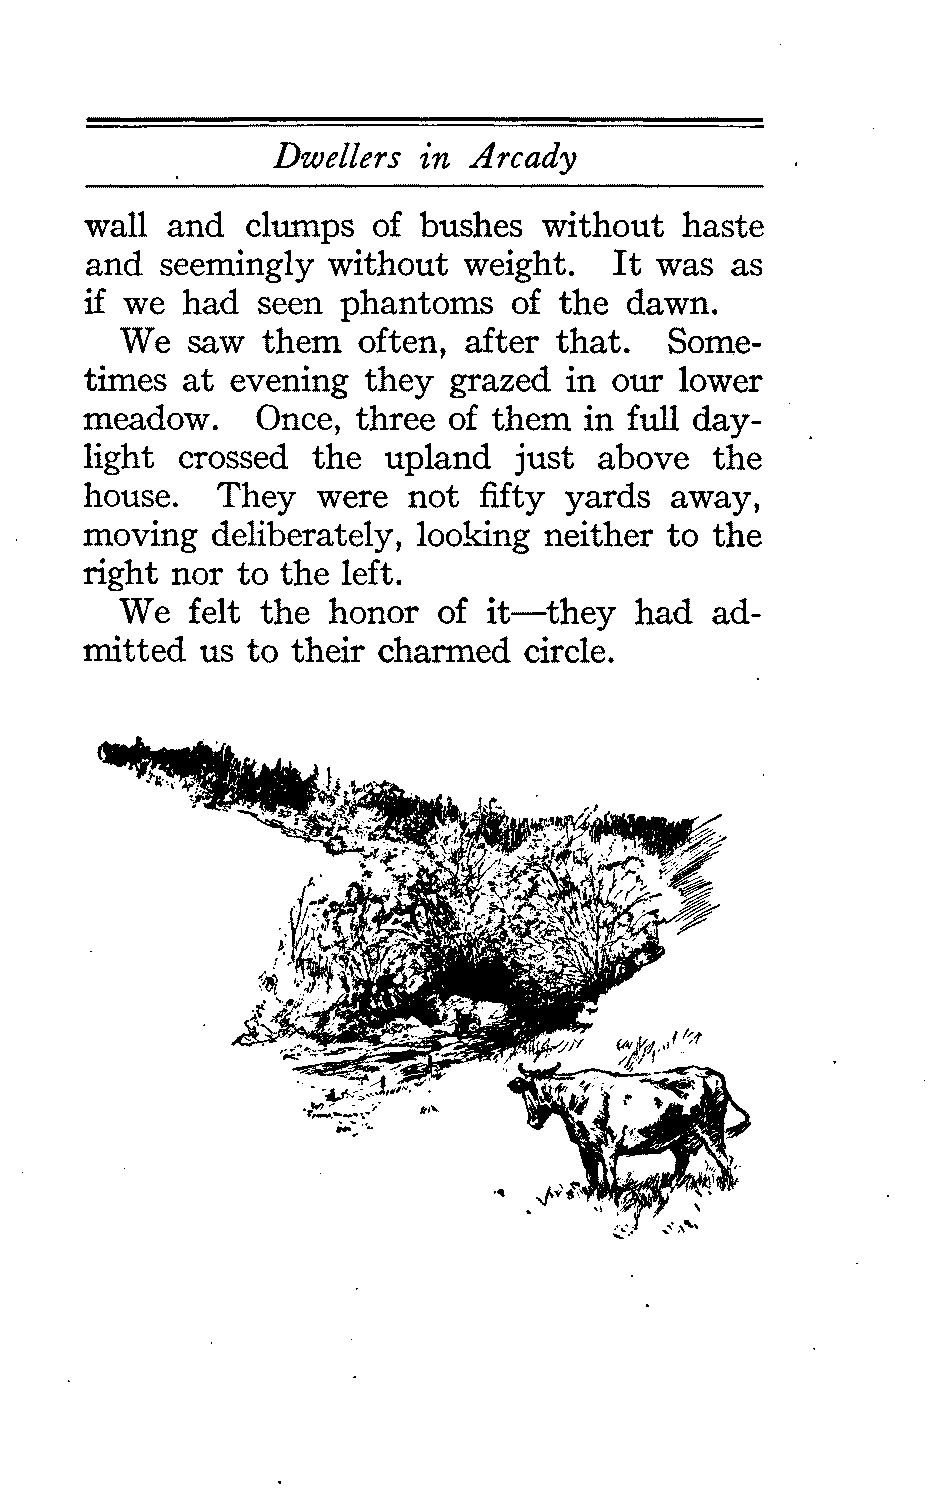 Dwellers in Arcady
wall and clumps of bushes without haste
and seemingly without weight. It was as
if we had seen phantoms of the dawn.
We saw them often, after that. Some-
times at evening they grazed in our lower
meadow. Once, three of them in full day-
light crossed the upland just above the
house. They were not fifty yards away,
moving deliberately, looking neither to the
right nor to the left.
We felt the honor of it—they had ad-
mitted us to their charmed circle.